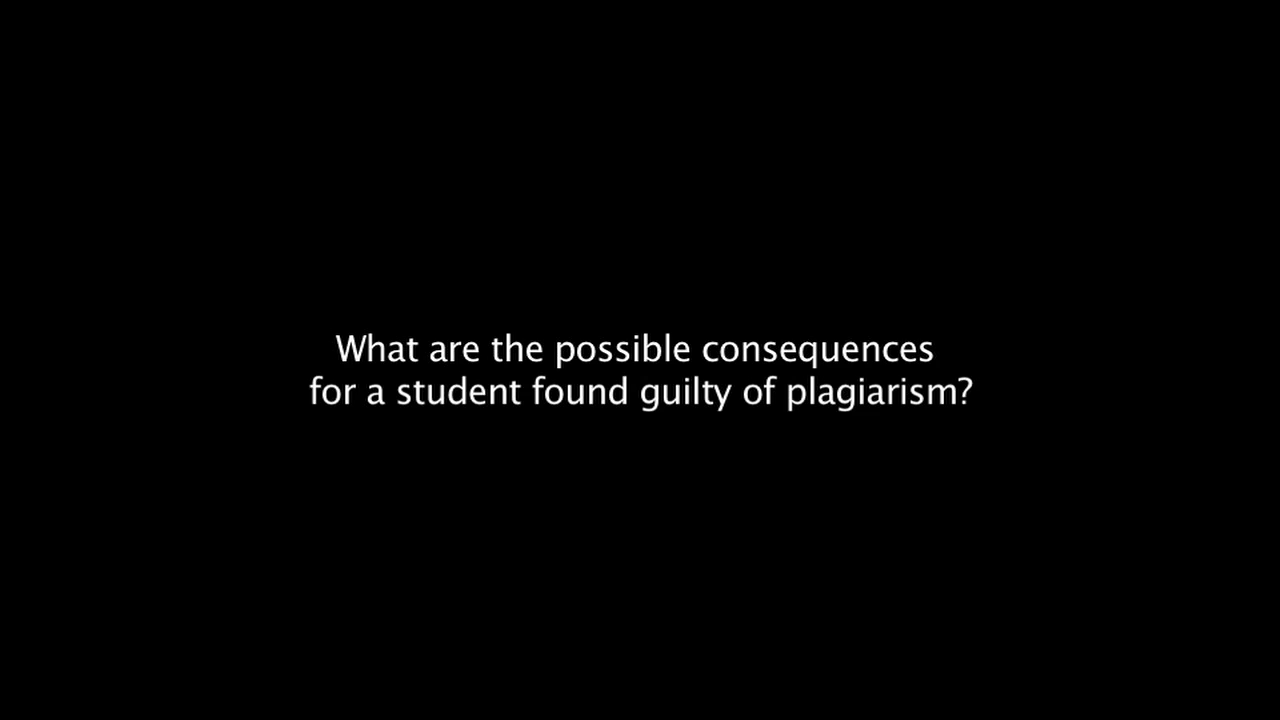 What are the possible consequences
for a student found guilty of plagiarism?